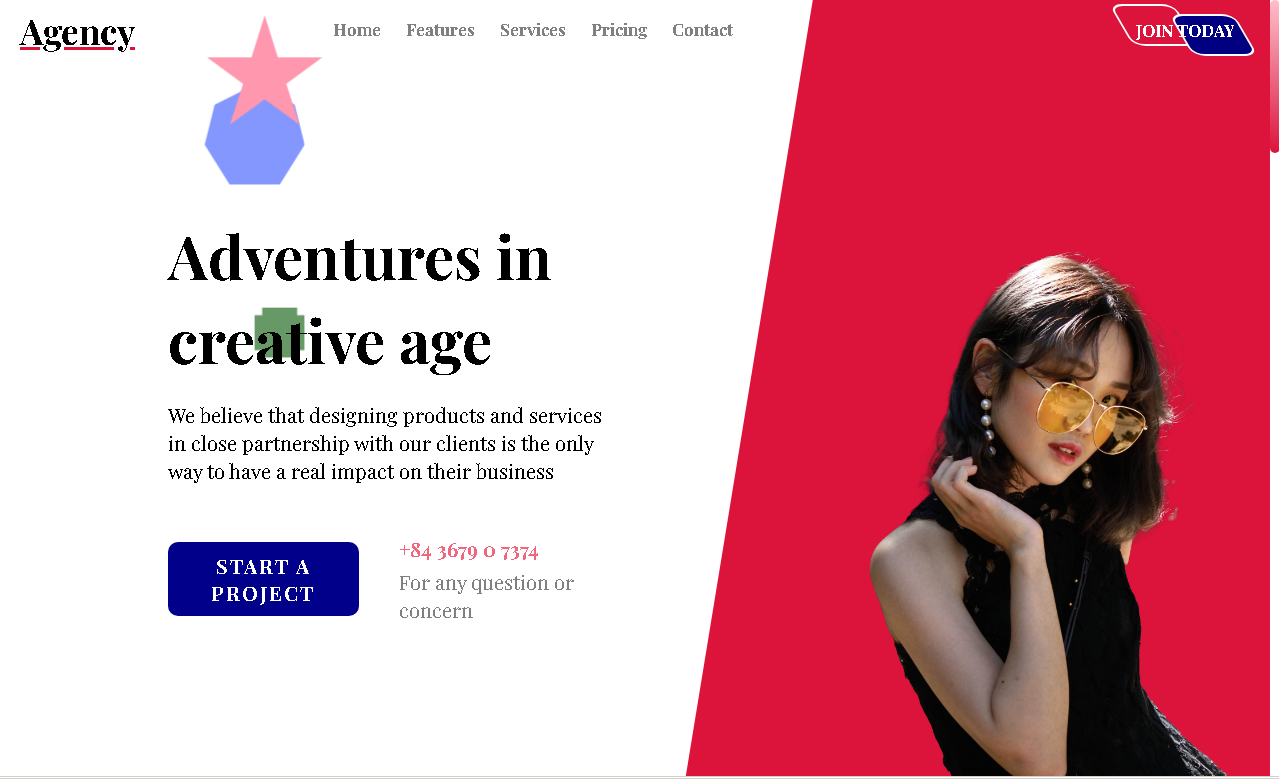 Agency
Home Features Services Pricing Contact
JOIN TODAY
Adventures in
creative age
We believe that designing products and services
in close partnership with our clients is the only
way to have a real impact on their business
START A
PROJECT
+84 3679 0 7374
For any question or
concern